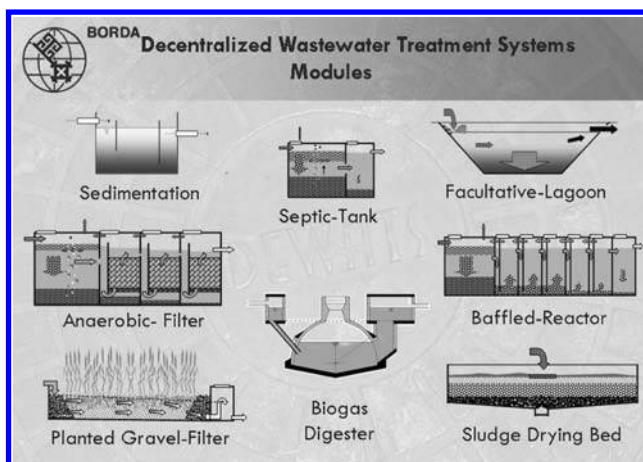 BORDA
Decentralized Wastewater Treatment Systems
Modules
Sedimentation
Septic-Tank
Facultative-Lagoon
Anaerobic- Filter
DEWATS
Baffled-Reactor
Planted Gravel-Filter
Biogas
Digester
Sludge Drying Bed